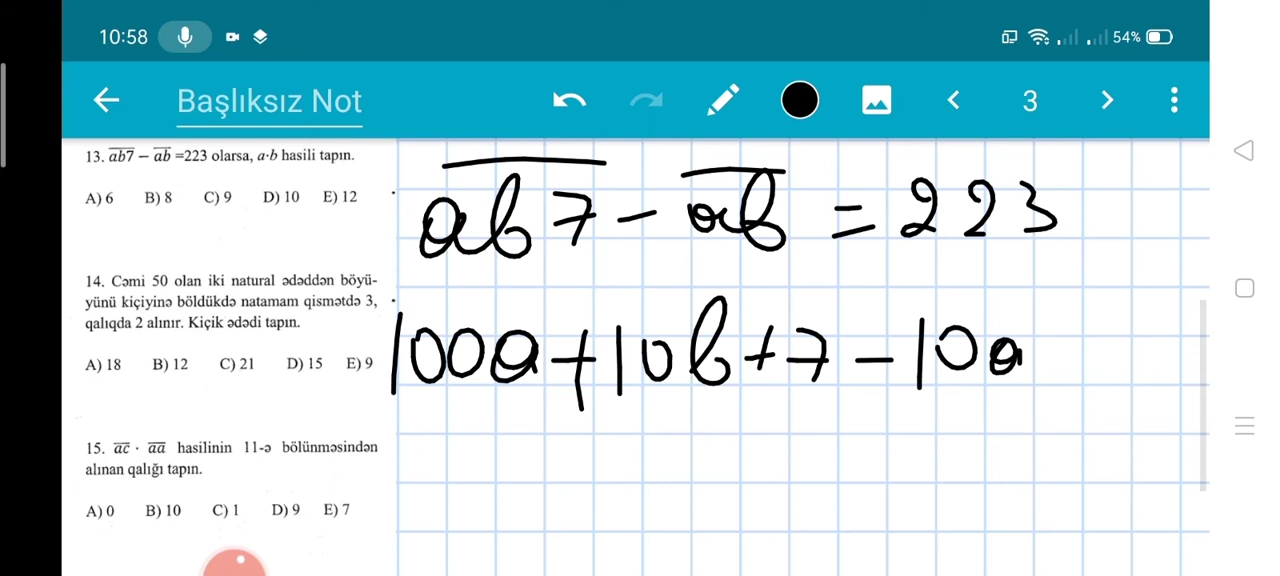 10:58
54%
Başlıksız Not
3
13. ab7 − ab =223 olarsa, a·b hasili tapın.
A) 6 B) 8 C) 9 D) 10 E) 12
14. Cəmi 50 olan iki natural ədəddən böyü-
yünü kiçiyinə böldükdə natamam qismətdə 3,
qalıqda 2 alınır. Kiçik ədədi tapın.
A) 18 B) 12 C) 21 D) 15 E) 9
15. ac · aa hasilinin 11-ə bölünməsindən
alınan qalığı tapın.
A) 0 B) 10 C) 1 D) 9 E) 7
ab7 − ab = 223
100a+10b+7−10a